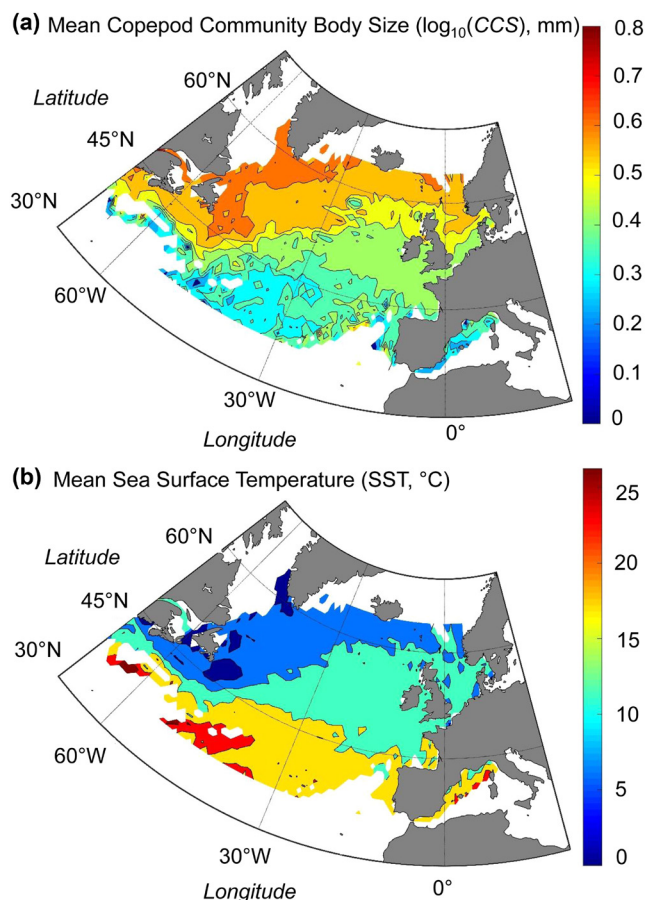 (a) Mean Copepod Community Body Size (log₁₀(CCS), mm)
0.8
0.7
0.6
0.5
0.4
0.3
0.2
0.1
0
60°N
Latitude
45°N
30°N
60°W
30°W
0°
Longitude
(b) Mean Sea Surface Temperature (SST, °C)
25
20
15
10
5
0
60°N
Latitude
45°N
30°N
60°W
30°W
0°
Longitude